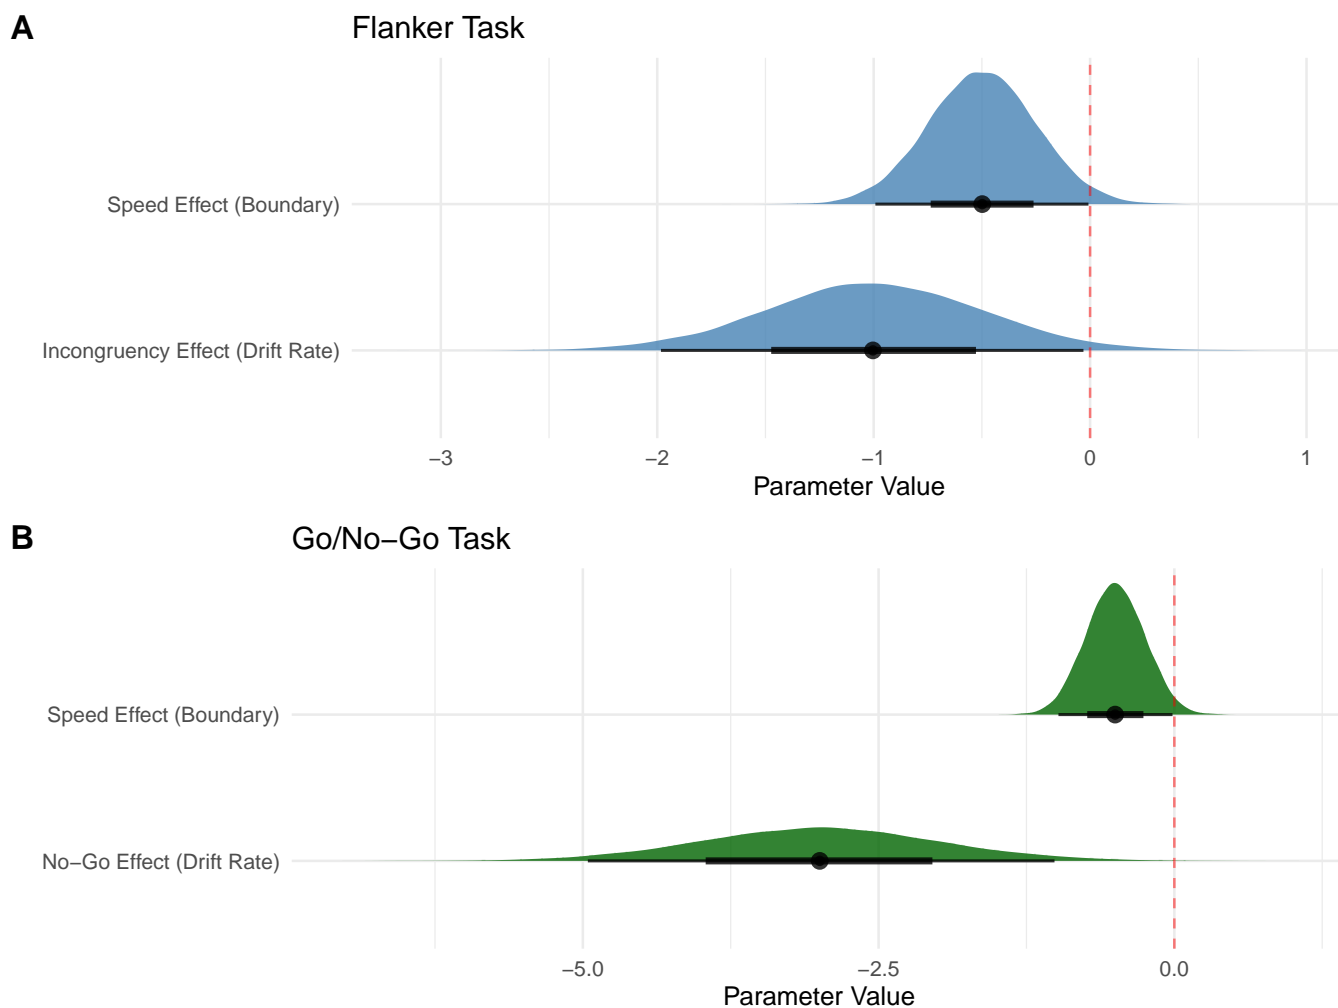 A
Flanker Task
Speed Effect (Boundary)
Incongruency Effect (Drift Rate)
−3 −2 −1 0 1
Parameter Value
B
Go/No−Go Task
Speed Effect (Boundary)
No−Go Effect (Drift Rate)
−5.0 −2.5 0.0
Parameter Value